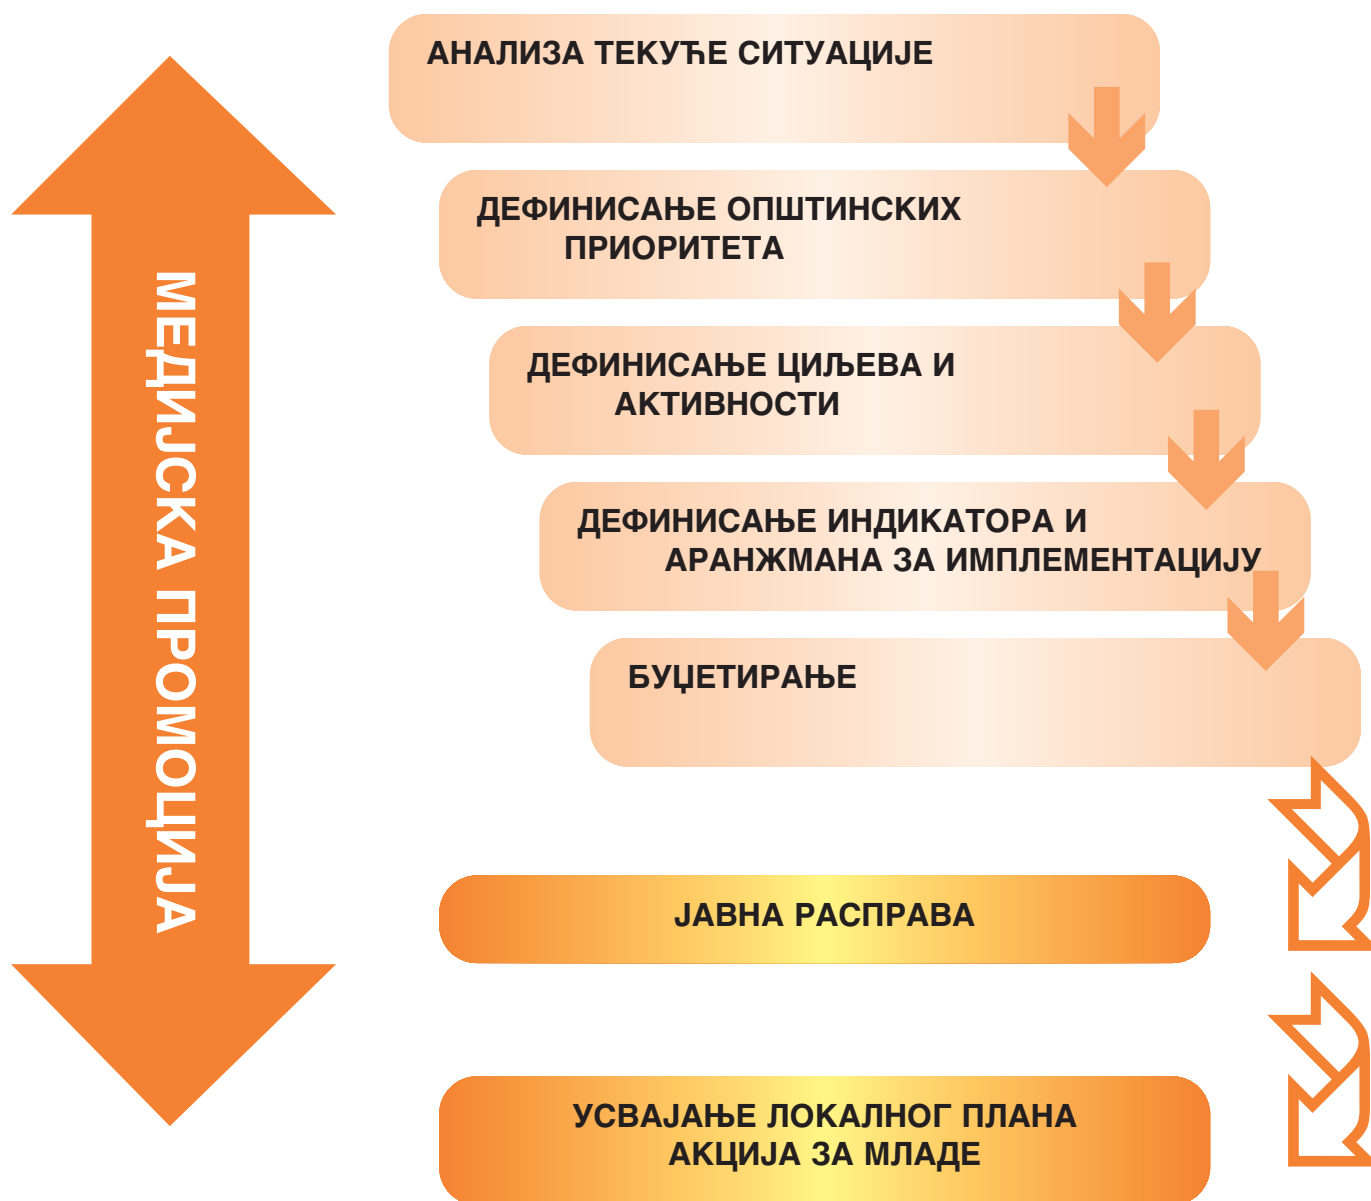 АНАЛИЗА ТЕКУЋЕ СИТУАЦИЈЕ
ДЕФИНИСАЊЕ ОПШТИНСКИХ
ПРИОРИТЕТА
ДЕФИНИСАЊЕ ЦИЉЕВА И
АКТИВНОСТИ
ДЕФИНИСАЊЕ ИНДИКАТОРА И
АРАНЖМАНА ЗА ИМПЛЕМЕНТАЦИЈУ
БУЏЕТИРАЊЕ
ЈАВНА РАСПРАВА
УСВАЈАЊЕ ЛОКАЛНОГ ПЛАНА
АКЦИЈА ЗА МЛАДЕ
МЕДИЈСКА ПРОМОЦИЈА